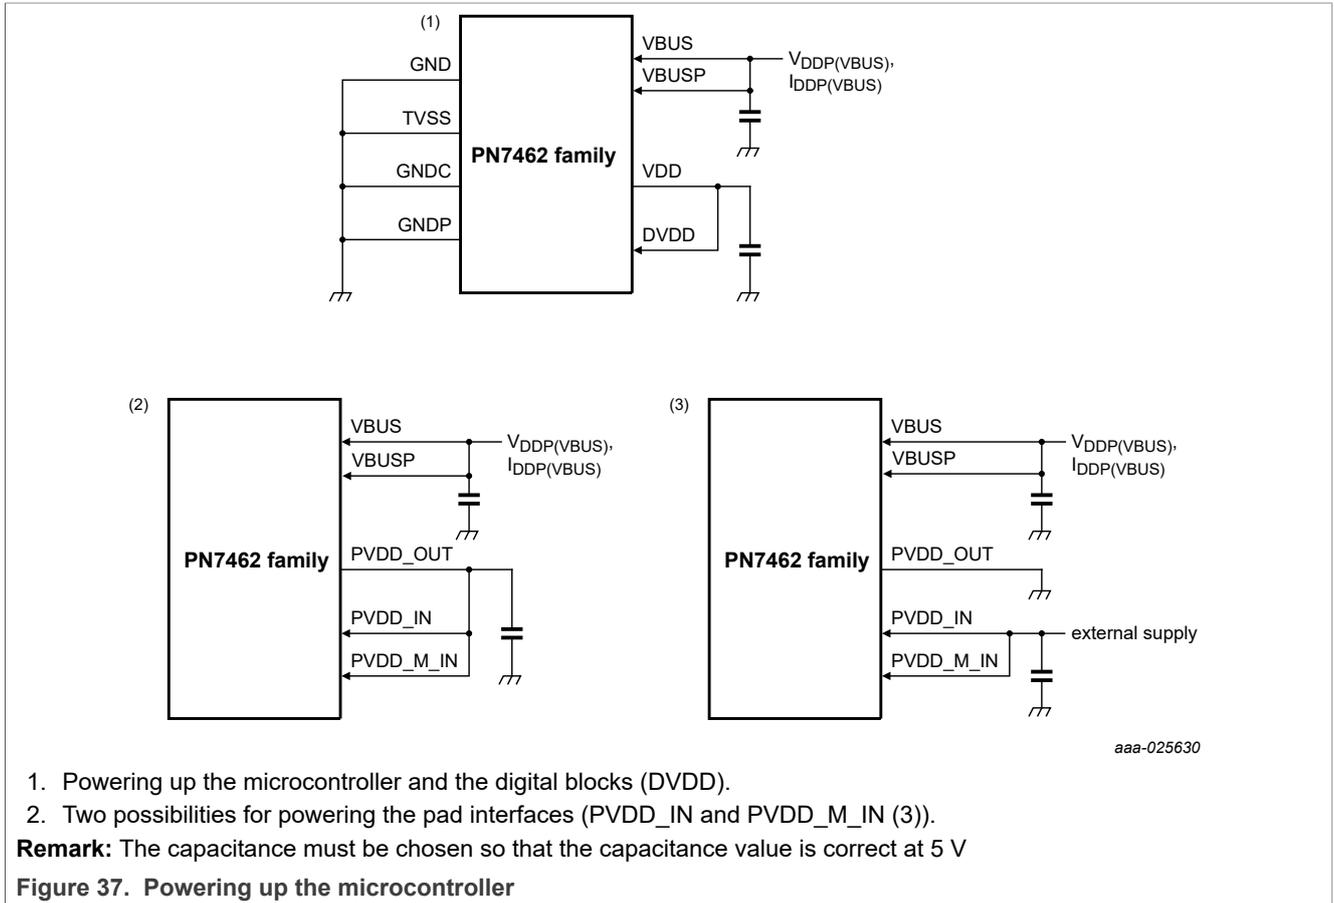 (1)
GND
TVSS
GNDC
GNDP
PN7462 family
VBUS
VBUSP
VDDP(VBUS),
IDDP(VBUS)
VDD
DVDD
(2)
PN7462 family
VBUS
VBUSP
VDDP(VBUS),
IDDP(VBUS)
PVDD_OUT
PVDD_IN
PVDD_M_IN
(3)
PN7462 family
VBUS
VBUSP
VDDP(VBUS),
IDDP(VBUS)
PVDD_OUT
PVDD_IN
PVDD_M_IN
external supply
aaa-025630
1. Powering up the microcontroller and the digital blocks (DVDD).
2. Two possibilities for powering the pad interfaces (PVDD_IN and PVDD_M_IN (3)).
Remark: The capacitance must be chosen so that the capacitance value is correct at 5 V
Figure 37. Powering up the microcontroller